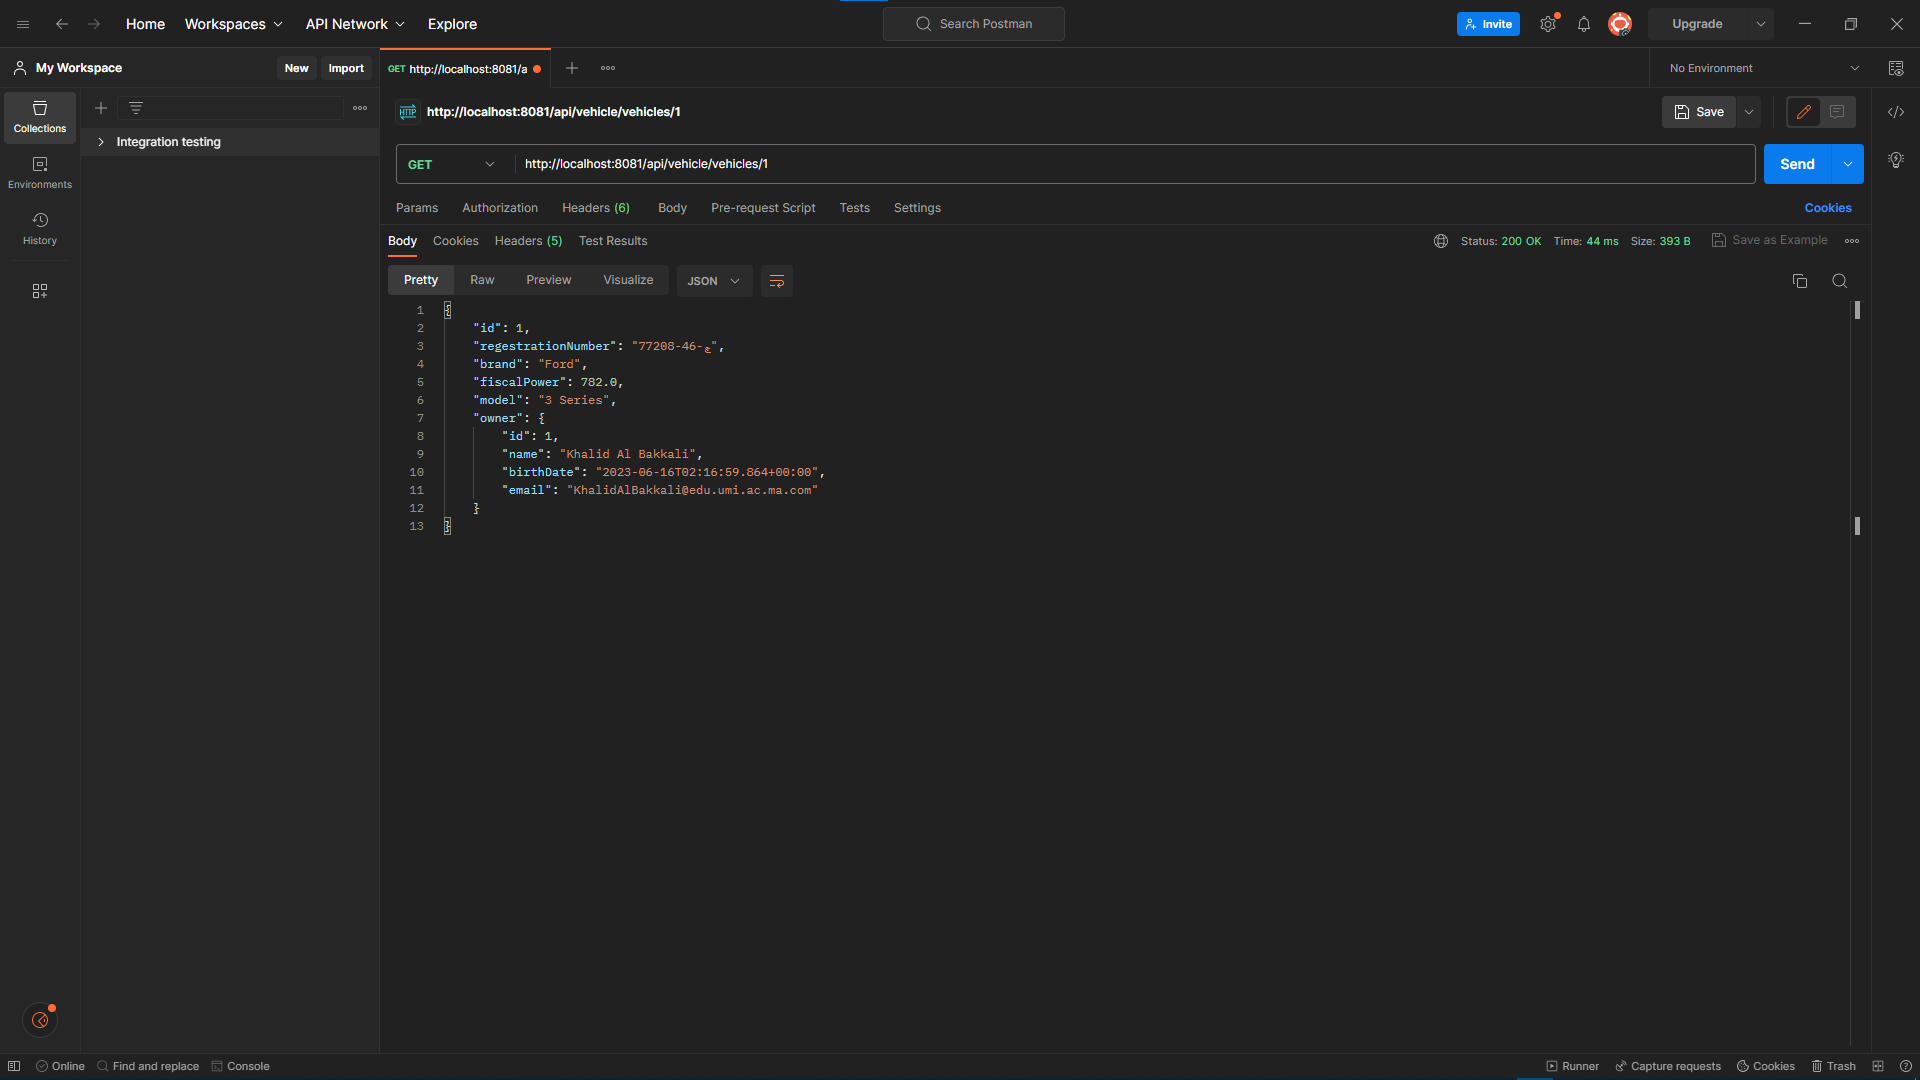 Home Workspaces API Network Explore Search Postman Invite Upgrade
My Workspace New Import GET http://localhost:8081/a No Environment
Collections
Environments
History
Integration testing
HTTP http://localhost:8081/api/vehicle/vehicles/1 Save
GET http://localhost:8081/api/vehicle/vehicles/1 Send
Params Authorization Headers (6) Body Pre-request Script Tests Settings Cookies
Body Cookies Headers (5) Test Results Status: 200 OK Time: 44 ms Size: 393 B Save as Example
Pretty Raw Preview Visualize JSON
1 {
2 "id": 1,
3 "regestrationNumber": "77208-46-ج",
4 "brand": "Ford",
5 "fiscalPower": 782.0,
6 "model": "3 Series",
7 "owner": {
8 "id": 1,
9 "name": "Khalid Al Bakkali",
10 "birthDate": "2023-06-16T02:16:59.864+00:00",
11 "email": "KhalidAlBakkali@edu.umi.ac.ma.com"
12 }
13 }
Online Find and replace Console Runner Capture requests Cookies Trash